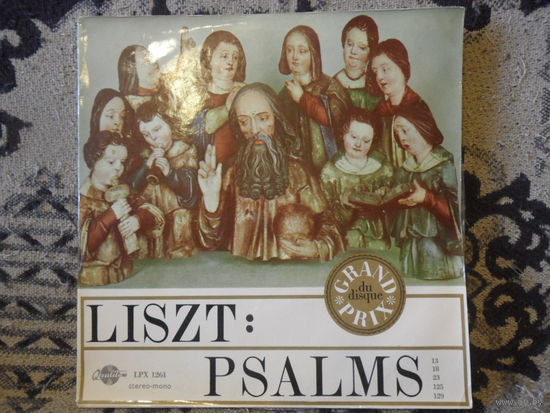 GRAND
du
disque
PRIX
LISZT:
Qualiton
LPX 1261
stereo-mono
PSALMS
13
18
23
125
129